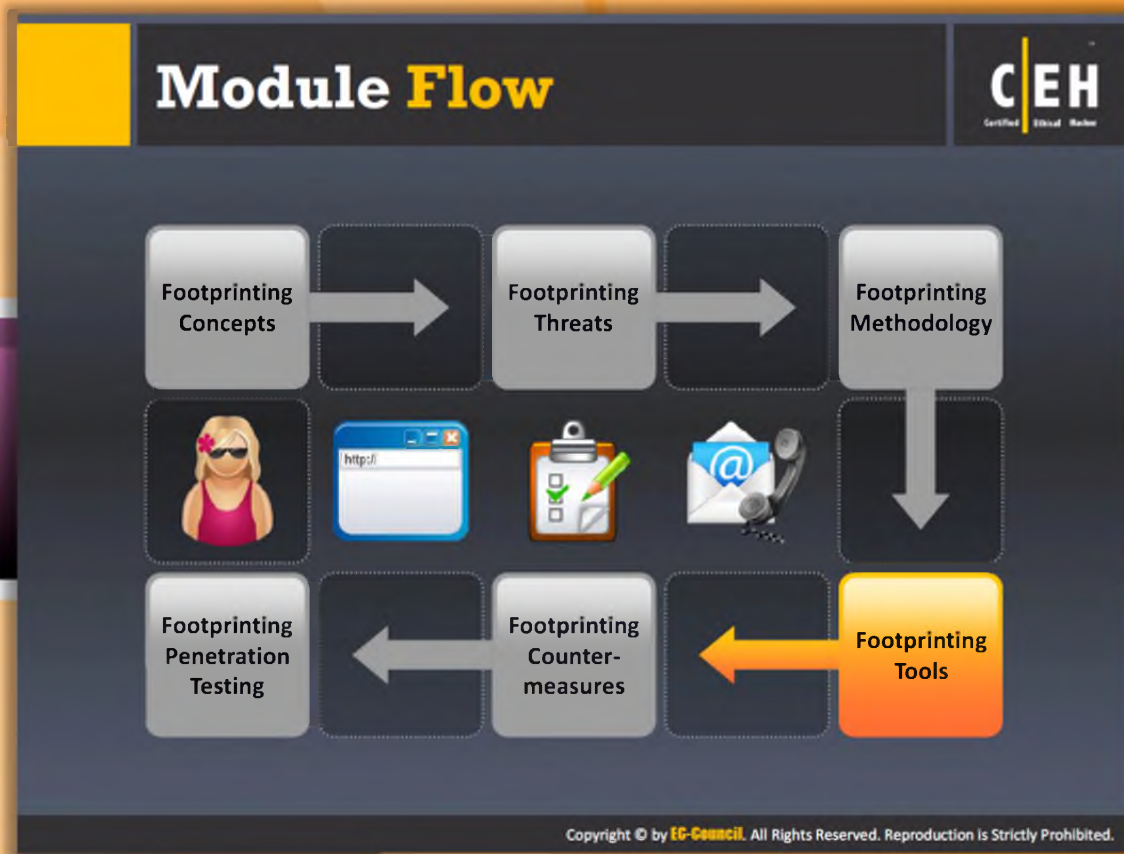 Module Flow
C EH
Certified Ethical Hacker
Footprinting
Concepts
Footprinting
Threats
Footprinting
Methodology
http://
@
Footprinting
Penetration
Testing
Footprinting
Counter-
measures
Footprinting
Tools
Copyright © by EG-Council. All Rights Reserved. Reproduction is Strictly Prohibited.